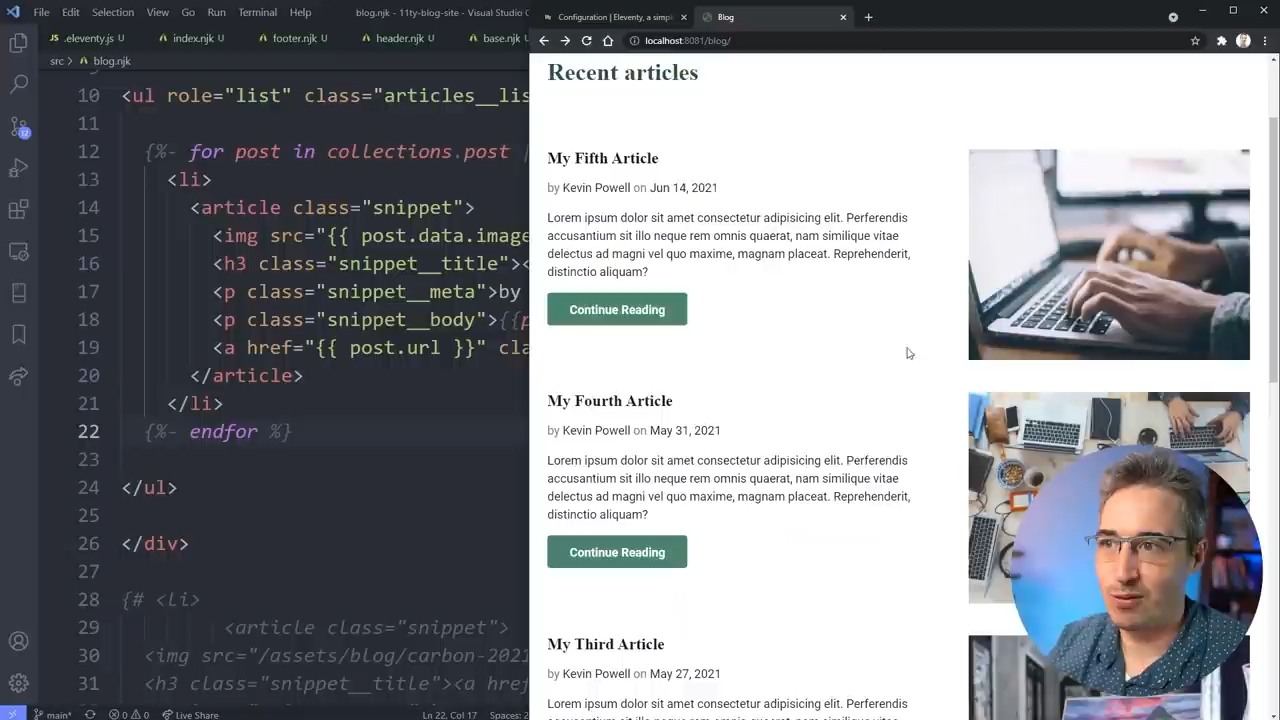 File Edit Selection View Go Run Terminal Help blog.njk - 11ty-blog-site - Visual Studio
.eleventy.js U index.njk U footer.njk U header.njk U base.njk U
src > blog.njk
10 <ul role="list" class="articles__lis
11
12 {%- for post in collections.post |
13 <li>
14 <article class="snippet">
15 <img src="{{ post.data.image
16 <h3 class="snippet__title"><
17 <p class="snippet__meta">by
18 <p class="snippet__body">{{p
19 <a href="{{ post.url }}" cla
20 </article>
21 </li>
22 {%- endfor %}
23
24 </ul>
25
26 </div>
27
28 {# <li>
29 <article class="snippet">
30 <img src="/assets/blog/carbon-2021
31 <h3 class="snippet__title"><a href
12
main* 0 0 Live Share Ln 22, Col 17 Spaces: 2
Configuration | Eleventy, a simpl
Blog
localhost:8081/blog/
Recent articles
My Fifth Article
by Kevin Powell on Jun 14, 2021
Lorem ipsum dolor sit amet consectetur adipisicing elit. Perferendis
accusantium sit illo neque rem omnis quaerat, nam similique vitae
delectus ad magni vel quo maxime, magnam placeat. Reprehenderit,
distinctio aliquam?
Continue Reading
My Fourth Article
by Kevin Powell on May 31, 2021
Lorem ipsum dolor sit amet consectetur adipisicing elit. Perferendis
accusantium sit illo neque rem omnis quaerat, nam similique vitae
delectus ad magni vel quo maxime, magnam placeat. Reprehenderit,
distinctio aliquam?
Continue Reading
My Third Article
by Kevin Powell on May 27, 2021
Lorem ipsum dolor sit amet consectetur adipisicing elit. Perferendis